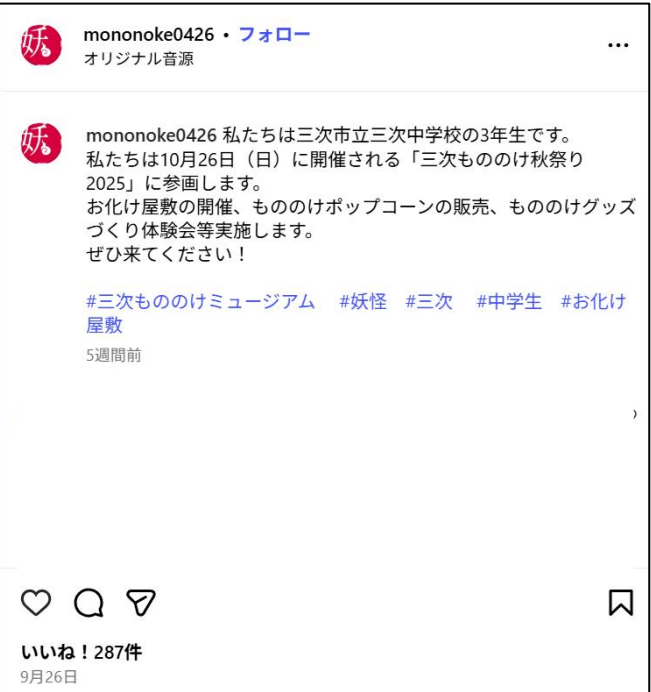 妖
mononoke0426 • フォロー
オリジナル音源
妖
mononoke0426 私たちは三次市立三次中学校の3年生です。
私たちは10月26日（日）に開催される「三次もののけ秋祭り
2025」に参画します。
お化け屋敷の開催、もののけポップコーンの販売、もののけグッズ
づくり体験会等実施します。
ぜひ来てください！
#三次もののけミュージアム #妖怪 #三次 #中学生 #お化け
屋敷
5週間前
いいね！287件
9月26日